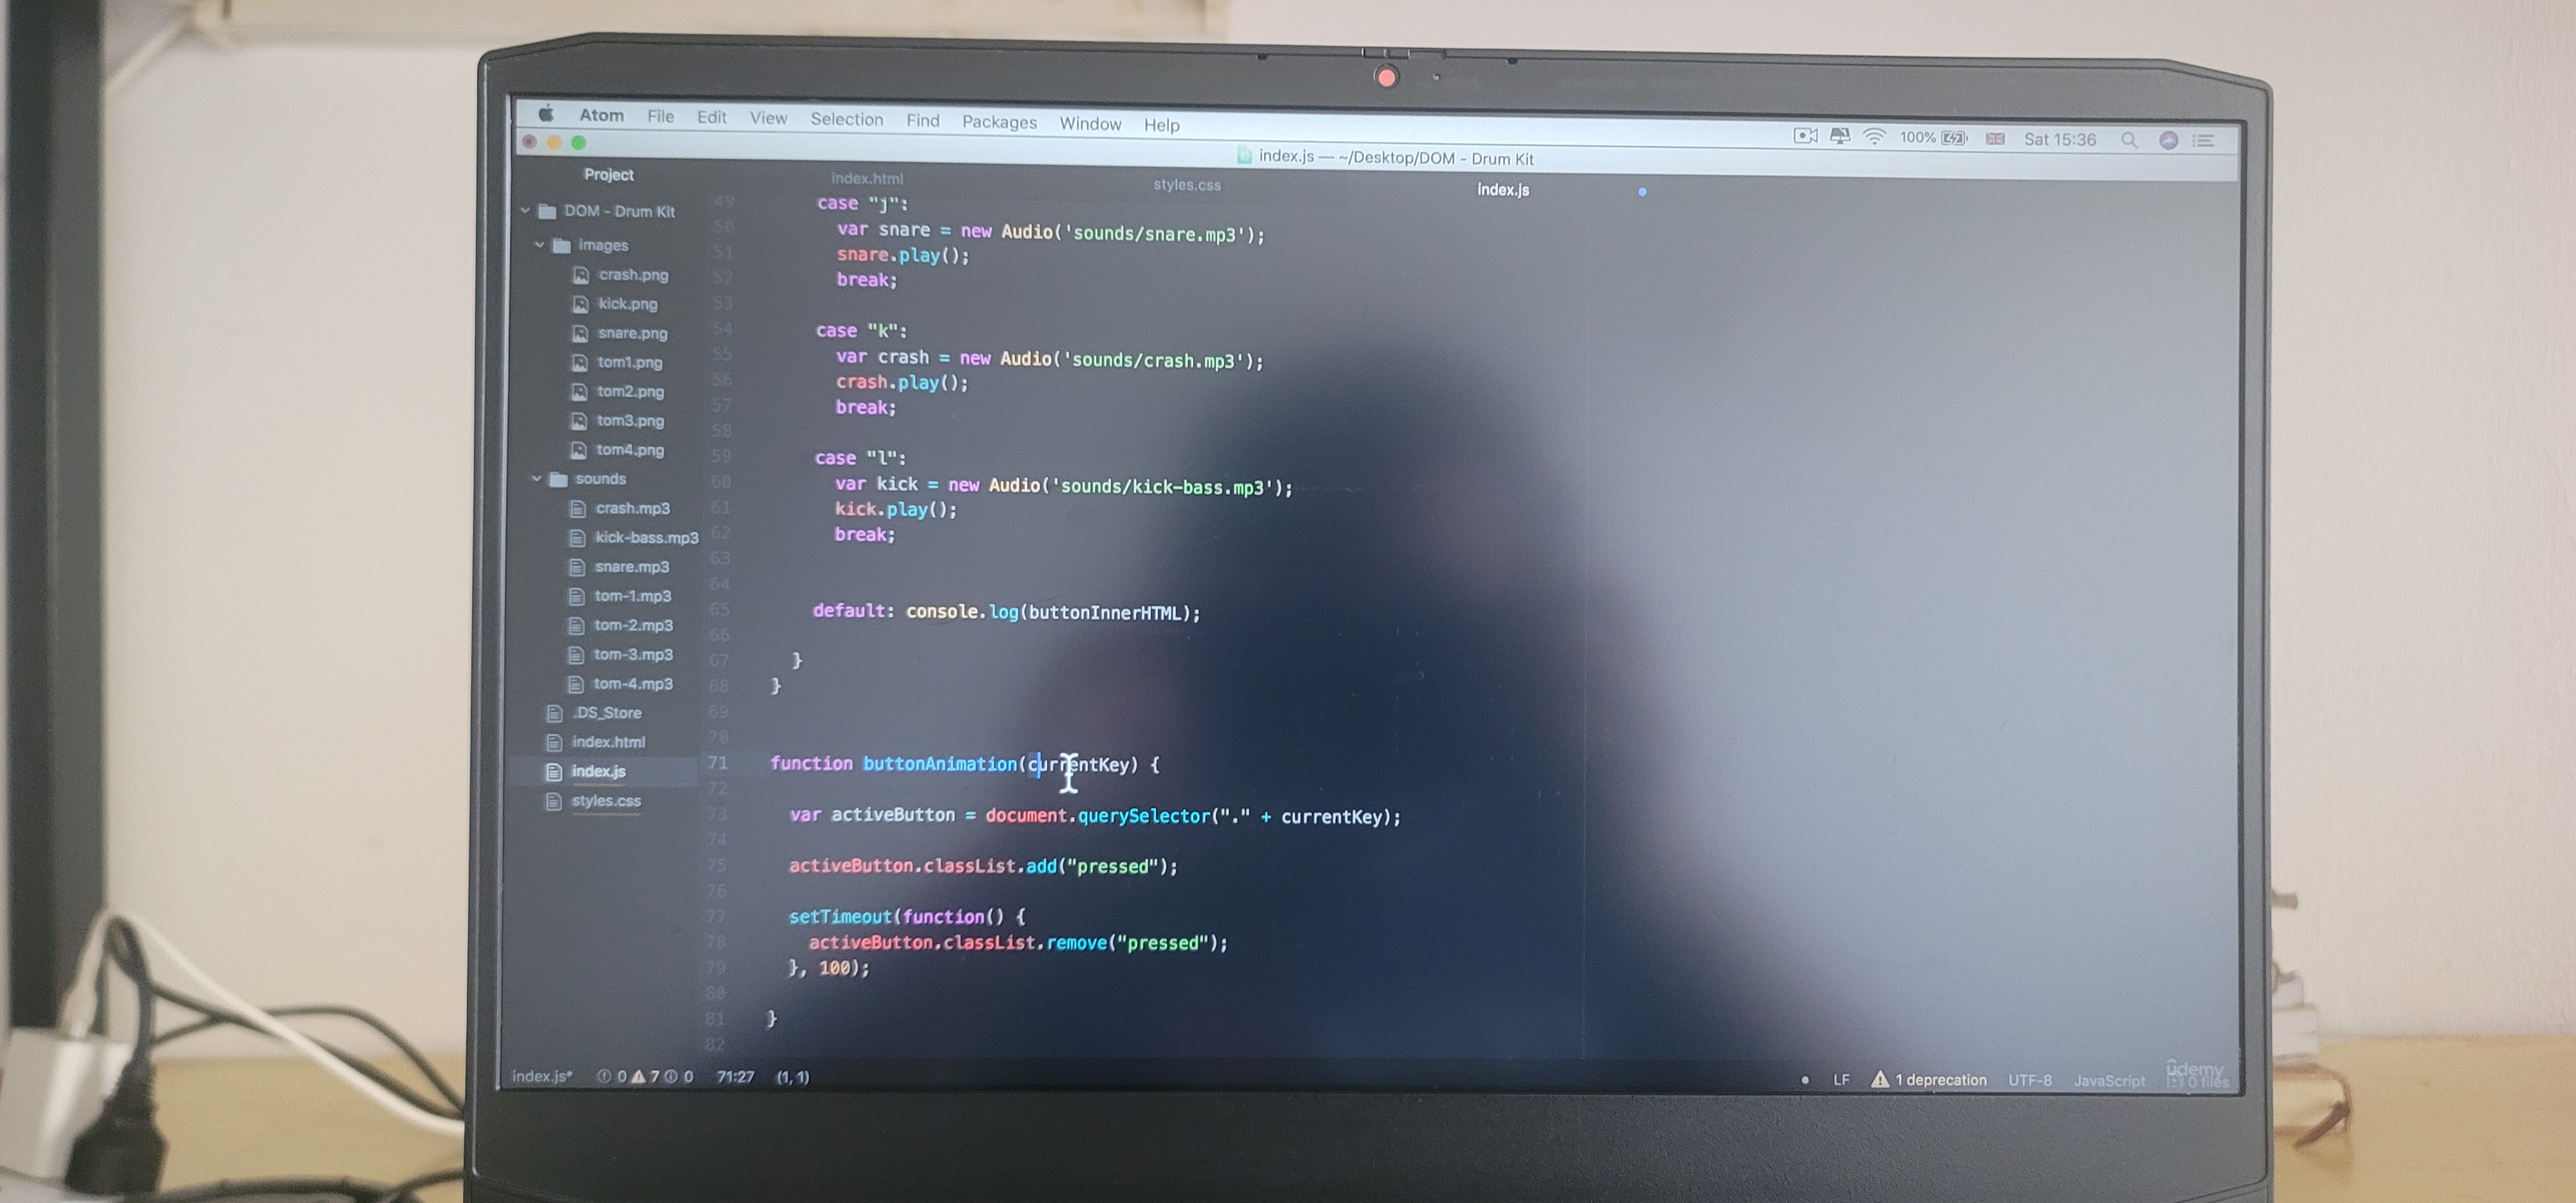 Atom File Edit View Selection Find Packages Window Help
100% Sat 15:36
index.js — ~/Desktop/DOM - Drum Kit
Project
DOM - Drum Kit
images
crash.png
kick.png
snare.png
tom1.png
tom2.png
tom3.png
tom4.png
sounds
crash.mp3
kick-bass.mp3
snare.mp3
tom-1.mp3
tom-2.mp3
tom-3.mp3
tom-4.mp3
.DS_Store
index.html
index.js
styles.css
index.html styles.css index.js
49 case "j":
50 var snare = new Audio('sounds/snare.mp3');
51 snare.play();
52 break;
53
54 case "k":
55 var crash = new Audio('sounds/crash.mp3');
56 crash.play();
57 break;
58
59 case "l":
60 var kick = new Audio('sounds/kick-bass.mp3');
61 kick.play();
62 break;
63
64
65 default: console.log(buttonInnerHTML);
66
67 }
68 }
69
70
71 function buttonAnimation(currentKey) {
72
73 var activeButton = document.querySelector("." + currentKey);
74
75 activeButton.classList.add("pressed");
76
77 setTimeout(function() {
78 activeButton.classList.remove("pressed");
79 }, 100);
80
81 }
82
index.js* 0 7 0 71:27 (1, 1)
LF 1 deprecation UTF-8 JavaScript 0 files
udemy